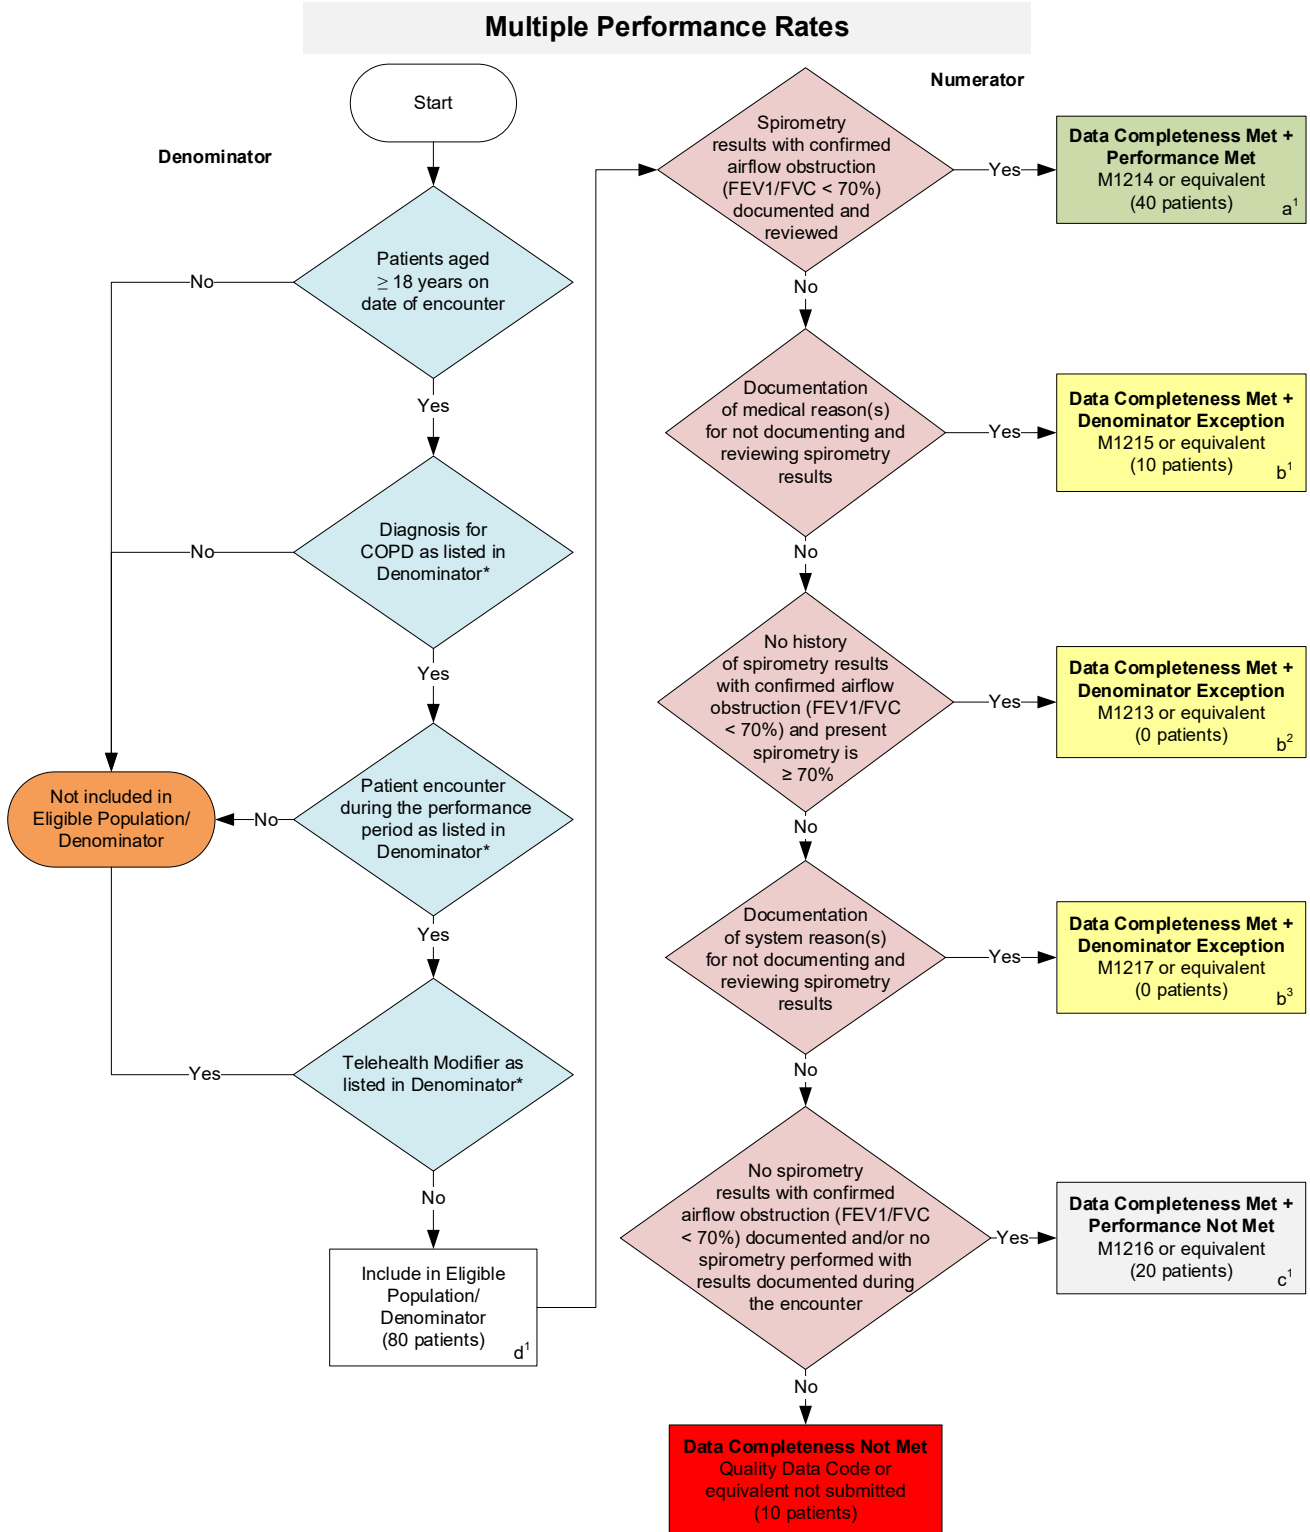 Multiple Performance Rates
Denominator
Start
Patients aged
≥ 18 years on
date of encounter
No
Yes
Diagnosis for
COPD as listed in
Denominator*
No
Yes
Patient encounter
during the performance
period as listed in
Denominator*
No
Not included in
Eligible Population/
Denominator
Yes
Telehealth Modifier as
listed in Denominator*
Yes
No
Include in Eligible
Population/
Denominator
(80 patients)
d¹
Numerator
Spirometry
results with confirmed
airflow obstruction
(FEV1/FVC < 70%)
documented and
reviewed
Yes
Data Completeness Met +
Performance Met
M1214 or equivalent
(40 patients)
a¹
No
Documentation
of medical reason(s)
for not documenting and
reviewing spirometry
results
Yes
Data Completeness Met +
Denominator Exception
M1215 or equivalent
(10 patients)
b¹
No
No history
of spirometry results
with confirmed airflow
obstruction (FEV1/FVC
< 70%) and present
spirometry is
≥ 70%
Yes
Data Completeness Met +
Denominator Exception
M1213 or equivalent
(0 patients)
b²
No
Documentation
of system reason(s)
for not documenting and
reviewing spirometry
results
Yes
Data Completeness Met +
Denominator Exception
M1217 or equivalent
(0 patients)
b³
No
No spirometry
results with confirmed
airflow obstruction (FEV1/FVC
< 70%) documented and/or no
spirometry performed with
results documented during
the encounter
Yes
Data Completeness Met +
Performance Not Met
M1216 or equivalent
(20 patients)
c¹
No
Data Completeness Not Met
Quality Data Code or
equivalent not submitted
(10 patients)